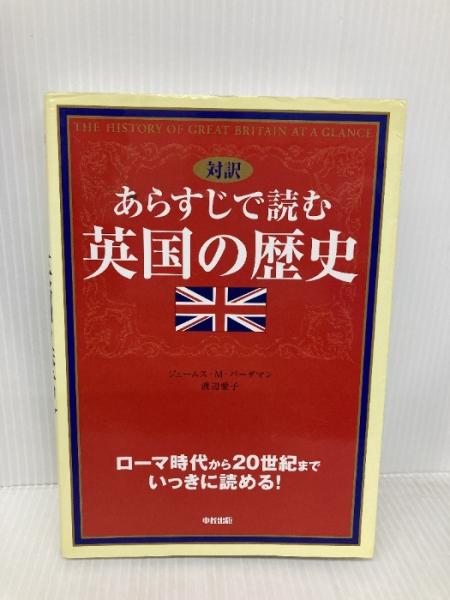 THE HISTORY OF GREAT BRITAIN AT A GLANCE
対訳
あらすじで読む
英国の歴史
ジェームス・M・バーダマン
渡辺愛子
ローマ時代から20世紀まで
いっきに読める!
中経出版